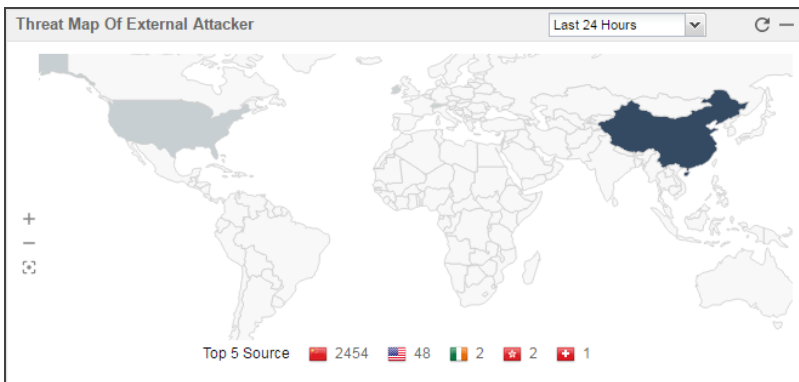 Threat Map Of External Attacker
Last 24 Hours
Top 5 Source 2454 48 2 2 1